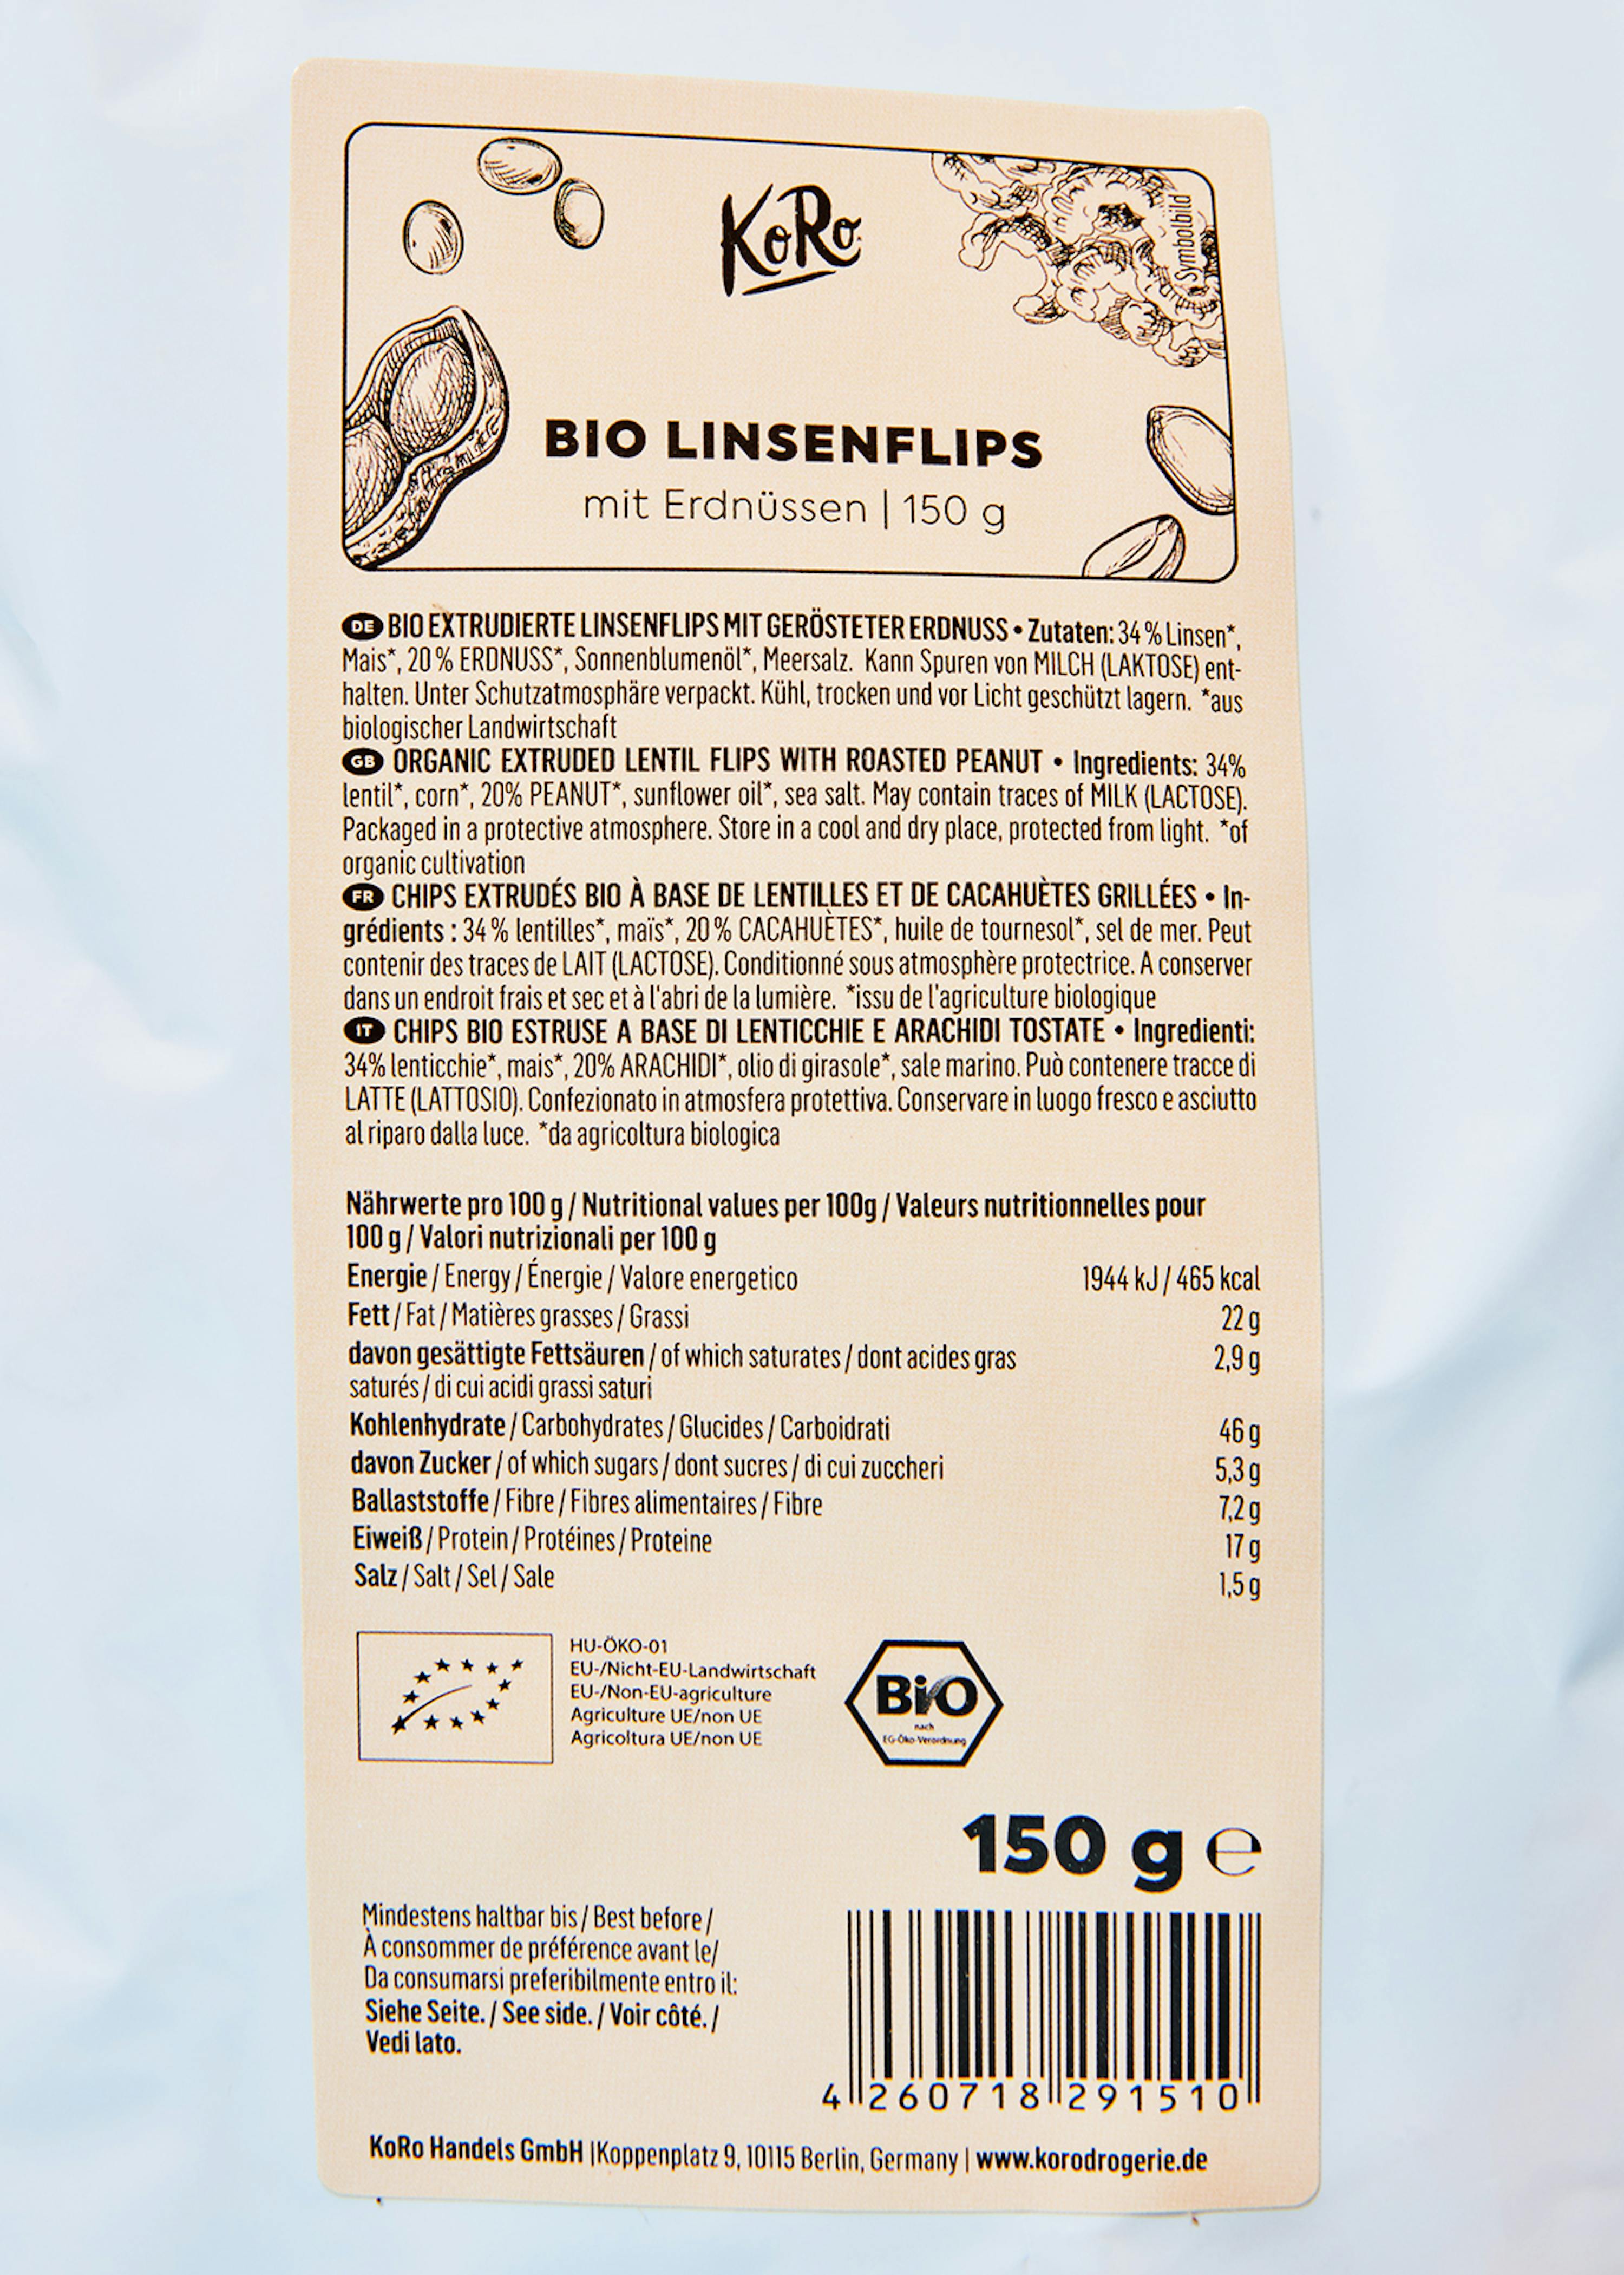 KoRo
Symbolbild
BIO LINSENFLIPS
mit Erdnüssen | 150 g
DE BIO EXTRUDIERTE LINSENFLIPS MIT GERÖSTETER ERDNUSS • Zutaten: 34 % Linsen*,
Mais*, 20 % ERDNUSS*, Sonnenblumenöl*, Meersalz. Kann Spuren von MILCH (LAKTOSE) ent-
halten. Unter Schutzatmosphäre verpackt. Kühl, trocken und vor Licht geschützt lagern. *aus
biologischer Landwirtschaft
GB ORGANIC EXTRUDED LENTIL FLIPS WITH ROASTED PEANUT • Ingredients: 34%
lentil*, corn*, 20% PEANUT*, sunflower oil*, sea salt. May contain traces of MILK (LACTOSE).
Packaged in a protective atmosphere. Store in a cool and dry place, protected from light. *of
organic cultivation
FR CHIPS EXTRUDÉS BIO À BASE DE LENTILLES ET DE CACAHUÈTES GRILLÉES • In-
grédients : 34 % lentilles*, maïs*, 20 % CACAHUÈTES*, huile de tournesol*, sel de mer. Peut
contenir des traces de LAIT (LACTOSE). Conditionné sous atmosphère protectrice. A conserver
dans un endroit frais et sec et à l'abri de la lumière. *issu de l'agriculture biologique
IT CHIPS BIO ESTRUSE A BASE DI LENTICCHIE E ARACHIDI TOSTATE • Ingredienti:
34% lenticchie*, mais*, 20% ARACHIDI*, olio di girasole*, sale marino. Può contenere tracce di
LATTE (LATTOSIO). Confezionato in atmosfera protettiva. Conservare in luogo fresco e asciutto
al riparo dalla luce. *da agricoltura biologica
Nährwerte pro 100 g / Nutritional values per 100g / Valeurs nutritionnelles pour
100 g / Valori nutrizionali per 100 g
Energie / Energy / Énergie / Valore energetico 1944 kJ / 465 kcal
Fett / Fat / Matières grasses / Grassi 22 g
davon gesättigte Fettsäuren / of which saturates / dont acides gras 2,9 g
saturés / di cui acidi grassi saturi
Kohlenhydrate / Carbohydrates / Glucides / Carboidrati 46 g
davon Zucker / of which sugars / dont sucres / di cui zuccheri 5,3 g
Ballaststoffe / Fibre / Fibres alimentaires / Fibre 7,2 g
Eiweiß / Protein / Protéines / Proteine 17 g
Salz / Salt / Sel / Sale 1,5 g
HU-ÖKO-01
EU-/Nicht-EU-Landwirtschaft
EU-/Non-EU-agriculture
Agriculture UE/non UE
Agricoltura UE/non UE
BiO
nach
EG-Öko-Verordnung
150 g e
Mindestens haltbar bis / Best before /
À consommer de préférence avant le/
Da consumarsi preferibilmente entro il:
Siehe Seite. / See side. / Voir côté. /
Vedi lato.
4 260718 291510
KoRo Handels GmbH | Koppenplatz 9, 10115 Berlin, Germany | www.korodrogerie.de